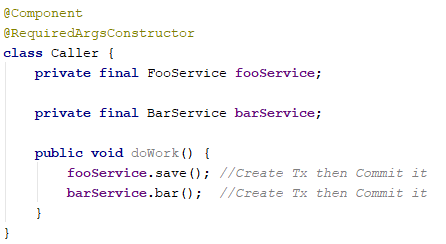 @Component
@RequiredArgsConstructor
class Caller {
    private final FooService fooService;
    private final BarService barService;
    public void doWork() {
        fooService.save(); //Create Tx then Commit it
        barService.bar();  //Create Tx then Commit it
    }
}